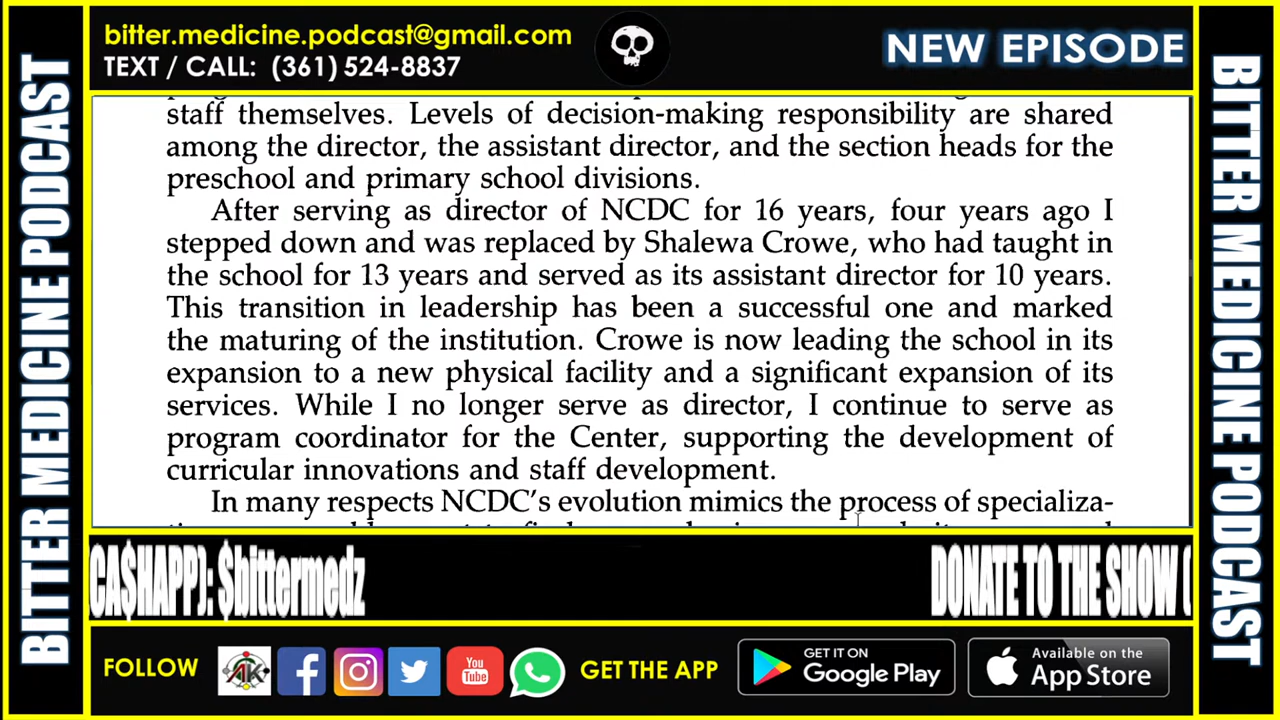 bitter.medicine.podcast@gmail.com
TEXT / CALL: (361) 524-8837
NEW EPISODE
BITTER MEDICINE PODCAST
staff themselves. Levels of decision-making responsibility are shared
among the director, the assistant director, and the section heads for the
preschool and primary school divisions.
After serving as director of NCDC for 16 years, four years ago I
stepped down and was replaced by Shalewa Crowe, who had taught in
the school for 13 years and served as its assistant director for 10 years.
This transition in leadership has been a successful one and marked
the maturing of the institution. Crowe is now leading the school in its
expansion to a new physical facility and a significant expansion of its
services. While I no longer serve as director, I continue to serve as
program coordinator for the Center, supporting the development of
curricular innovations and staff development.
In many respects NCDC's evolution mimics the process of specializa-
BITTER MEDICINE PODCAST
CA$HAPP): $bittermedz
DONATE TO THE SHOW (
FOLLOW
ATK
You
Tube
GET THE APP
GET IT ON
Google Play
Available on the
App Store